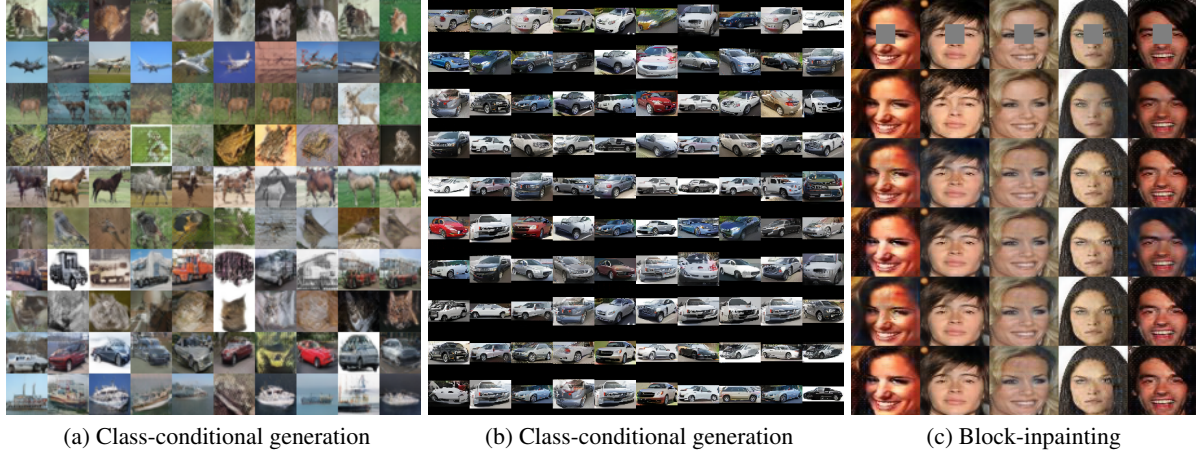 (a) Class-conditional generation
(b) Class-conditional generation
(c) Block-inpainting